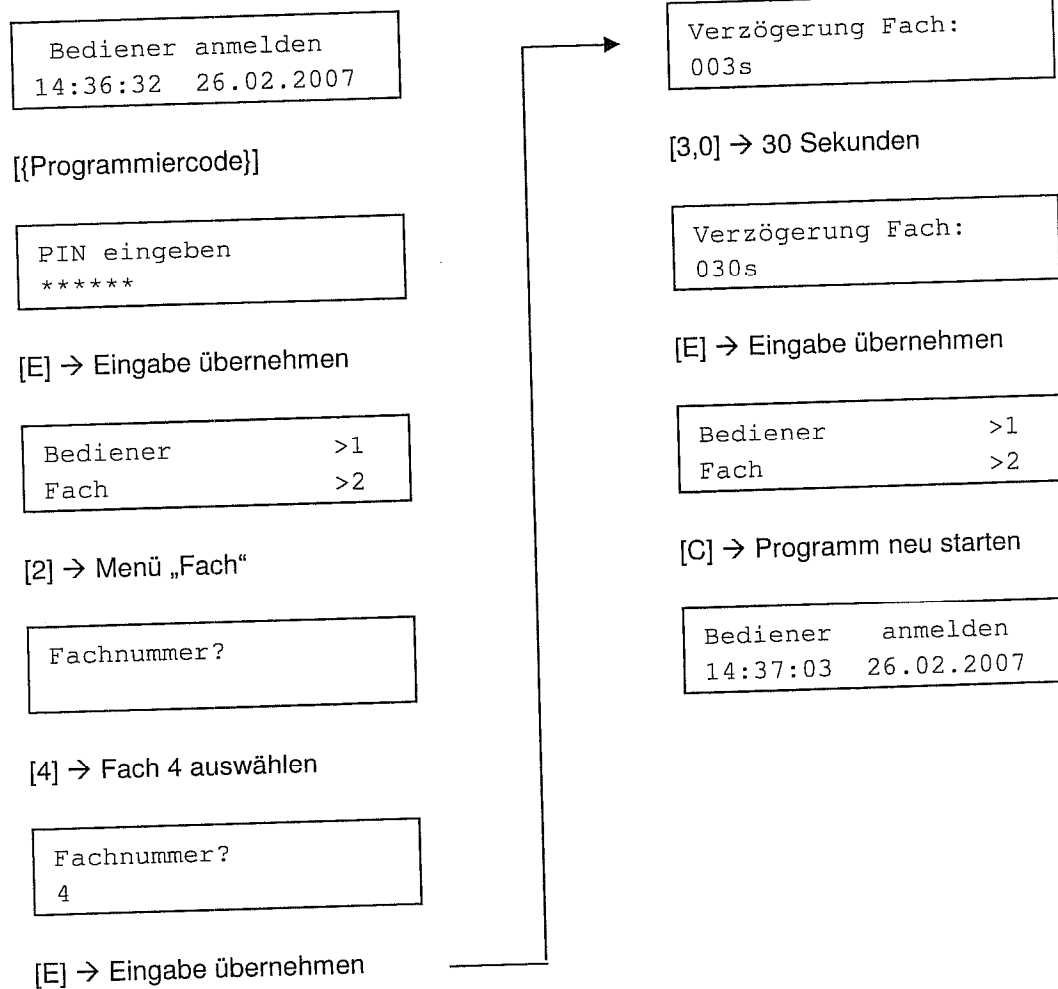 Bediener anmelden
14:36:32 26.02.2007
[{Programmiercode}]
PIN eingeben
******
[E] → Eingabe übernehmen
Bediener >1
Fach >2
[2] → Menü „Fach“
Fachnummer?
[4] → Fach 4 auswählen
Fachnummer?
4
[E] → Eingabe übernehmen
Verzögerung Fach:
003s
[3,0] → 30 Sekunden
Verzögerung Fach:
030s
[E] → Eingabe übernehmen
Bediener >1
Fach >2
[C] → Programm neu starten
Bediener anmelden
14:37:03 26.02.2007